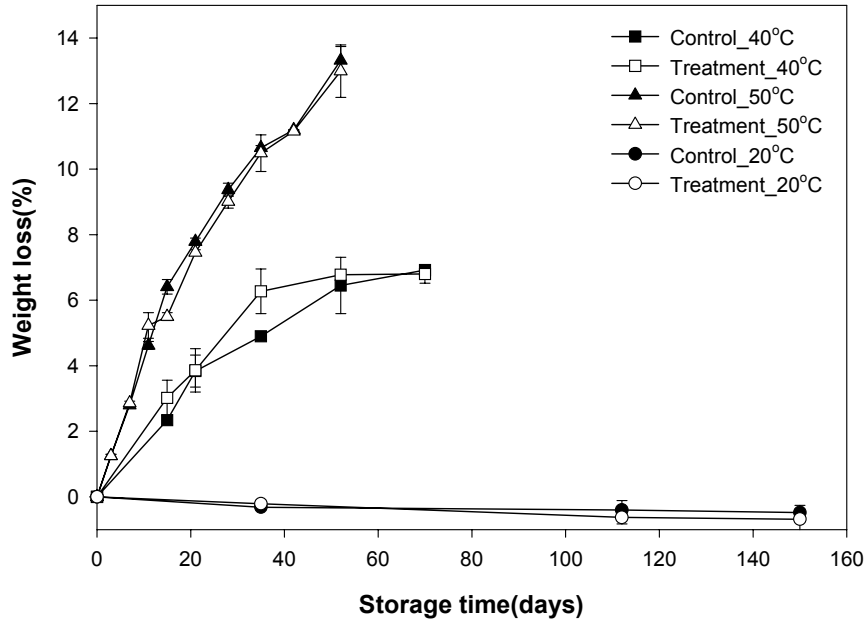 14
12
10
8
6
4
2
0
Weight loss(%)
Control_40°C
Treatment_40°C
Control_50°C
Treatment_50°C
Control_20°C
Treatment_20°C
0 20 40 60 80 100 120 140 160
Storage time(days)